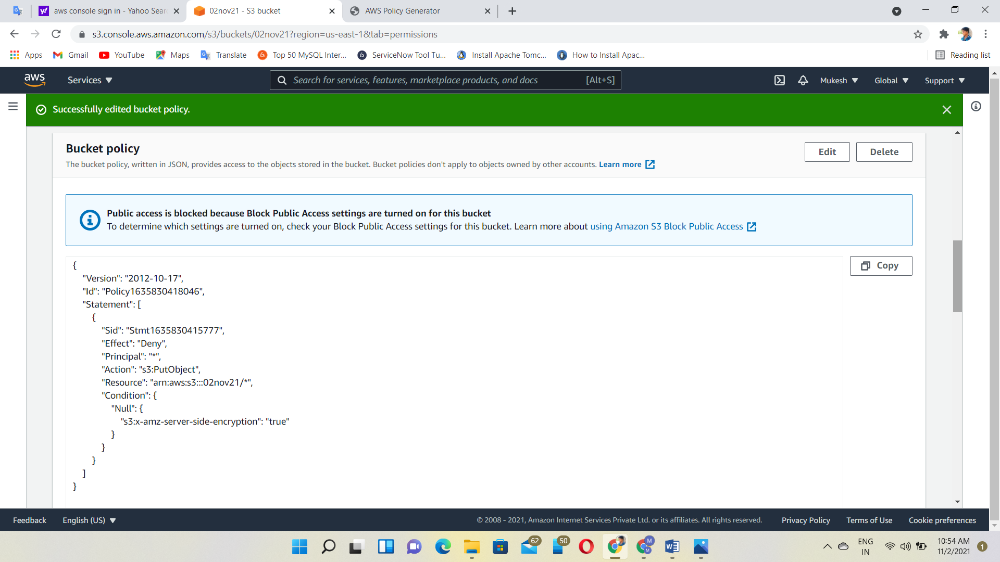 aws console sign in - Yahoo Sear
02nov21 - S3 bucket
AWS Policy Generator
s3.console.aws.amazon.com/s3/buckets/02nov21?region=us-east-1&tab=permissions
Apps
Gmail
YouTube
Maps
Translate
Top 50 MySQL Inter...
ServiceNow Tool Tu...
Install Apache Tomc...
How to Install Apac...
Reading list
aws
Services
Search for services, features, marketplace products, and docs
[Alt+S]
Mukesh
Global
Support
Successfully edited bucket policy.
Bucket policy
Edit
Delete
The bucket policy, written in JSON, provides access to the objects stored in the bucket. Bucket policies don't apply to objects owned by other accounts. Learn more
Public access is blocked because Block Public Access settings are turned on for this bucket
To determine which settings are turned on, check your Block Public Access settings for this bucket. Learn more about using Amazon S3 Block Public Access
Copy
{
"Version": "2012-10-17",
"Id": "Policy1635830418046",
"Statement": [
{
"Sid": "Stmt1635830415777",
"Effect": "Deny",
"Principal": "*",
"Action": "s3:PutObject",
"Resource": "arn:aws:s3:::02nov21/*",
"Condition": {
"Null": {
"s3:x-amz-server-side-encryption": "true"
}
}
}
]
}
Feedback
English (US)
© 2008 - 2021, Amazon Internet Services Private Ltd. or its affiliates. All rights reserved.
Privacy Policy
Terms of Use
Cookie preferences
62
50
M
M
ENG
IN
10:54 AM
11/2/2021
1